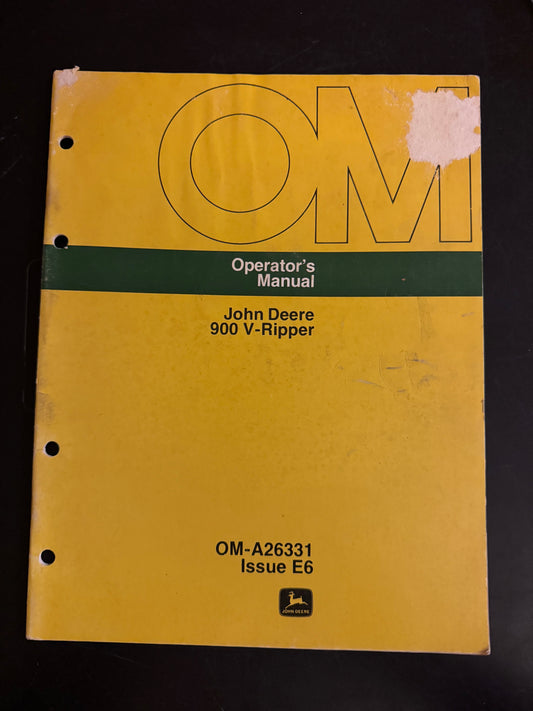 OM
Operator's
Manual
John Deere
900 V-Ripper
OM-A26331
Issue E6
JOHN DEERE